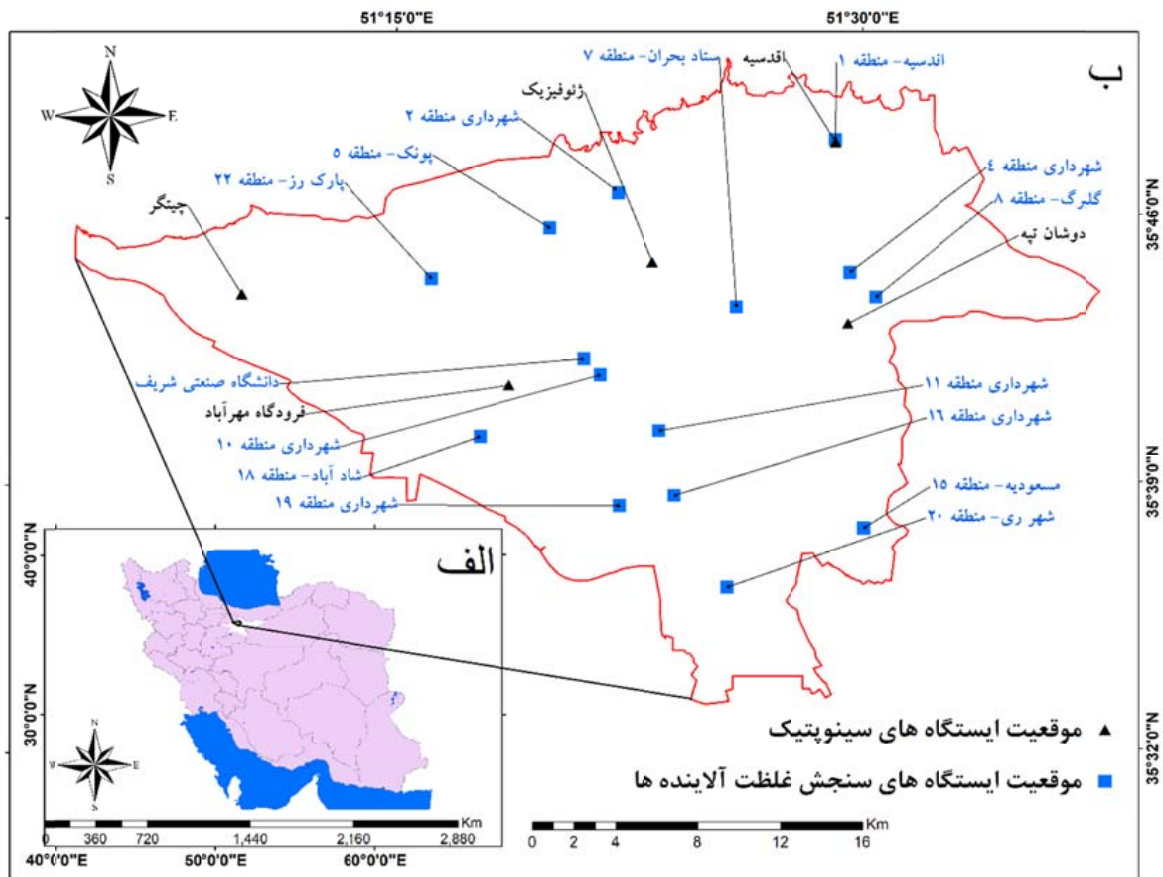 51°15'0"E
51°30'0"E
ب
N
W
E
S
ستاد بحران- منطقه ۷
اقدسیه
اندسیه- منطقه ۱
ژئوفیزیک
شهرداری منطقه ۲
پونک- منطقه ۵
پارک رز- منطقه ۲۲
چیتگر
شهرداری منطقه ۴
گلبرگ- منطقه ۸
دوشان تپه
35°46'0"N
دانشگاه صنعتی شریف
فرودگاه مهرآباد
شهرداری منطقه ۱۰
شاد آباد- منطقه ۱۸
شهرداری منطقه ۱۹
شهرداری منطقه ۱۱
شهرداری منطقه ۱۶
مسعودیه- منطقه ۱۵
شهر ری- منطقه ۲۰
35°39'0"N
35°32'0"N
الف
40°0'0"N
30°0'0"N
N
E
S
0 360 720 1,440 2,160 2,880 Km
40°0'0"E 50°0'0"E 60°0'0"E
موقعیت ایستگاه های سینوپتیک
موقعیت ایستگاه های سنجش غلظت آلاینده ها
0 2 4 8 12 16 Km